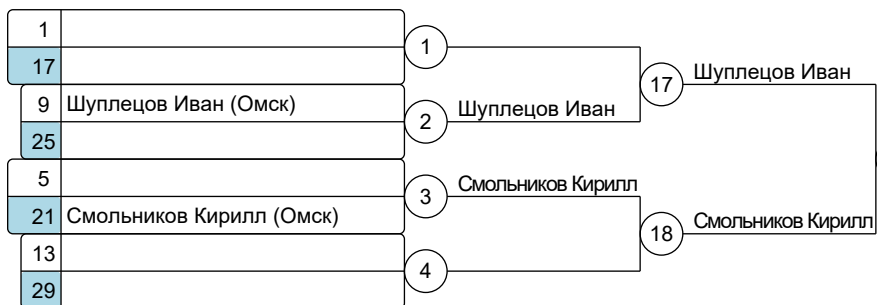 1
17
1
Шуплецов Иван
17
9 Шуплецов Иван (Омск)
Шуплецов Иван
2
25
5
Смольников Кирилл
3
21 Смольников Кирилл (Омск)
Смольников Кирилл
18
13
4
29